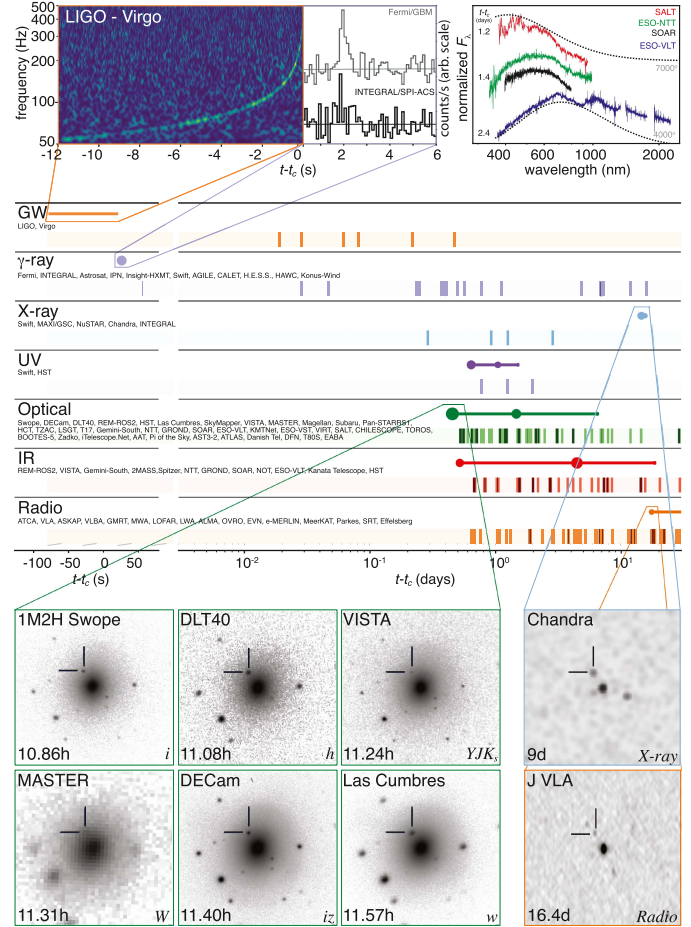 LIGO - Virgo
frequency (Hz)
500
400
300
200
100
50
-12
-10
-8
-6
-4
-2
0
2
4
6
t-tc (s)
Fermi/GBM
INTEGRAL/SPI-ACS
counts/s (arb. scale)
normalized Fλ
t-tc
(days)
1.2
1.4
2.4
SALT
ESO-NTT
SOAR
ESO-VLT
7000°
4000°
400
600
1000
2000
wavelength (nm)
GW
LIGO, Virgo
γ-ray
Fermi, INTEGRAL, Astrosat, IPN, Insight-HXMT, Swift, AGILE, CALET, H.E.S.S., HAWC, Konus-Wind
X-ray
Swift, MAXI/GSC, NuSTAR, Chandra, INTEGRAL
UV
Swift, HST
Optical
Swope, DECam, DLT40, REM-ROS2, HST, Las Cumbres, SkyMapper, VISTA, MASTER, Magellan, Subaru, Pan-STARRS1,
HCT, TZAC, LSGT, T17, Gemini-South, NTT, GROND, SOAR, ESO-VLT, KMTNet, ESO-VST, VIRT, SALT, CHILESCOPE, TOROS,
BOOTES-5, Zadko, iTelescope.Net, AAT, Pi of the Sky, AST3-2, ATLAS, Danish Tel, DFN, T80S, EABA
IR
REM-ROS2, VISTA, Gemini-South, 2MASS,Spitzer, NTT, GROND, SOAR, NOT, ESO-VLT, Kanata Telescope, HST
Radio
ATCA, VLA, ASKAP, VLBA, GMRT, MWA, LOFAR, LWA, ALMA, OVRO, EVN, e-MERLIN, MeerKAT, Parkes, SRT, Effelsberg
-100 -50 0 50
t-tc (s)
10-2 10-1 100 101
t-tc (days)
1M2H Swope
10.86h
i
DLT40
11.08h
h
VISTA
11.24h
YJKs
Chandra
9d
X-ray
MASTER
11.31h
W
DECam
11.40h
iz
Las Cumbres
11.57h
w
J VLA
16.4d
Radio